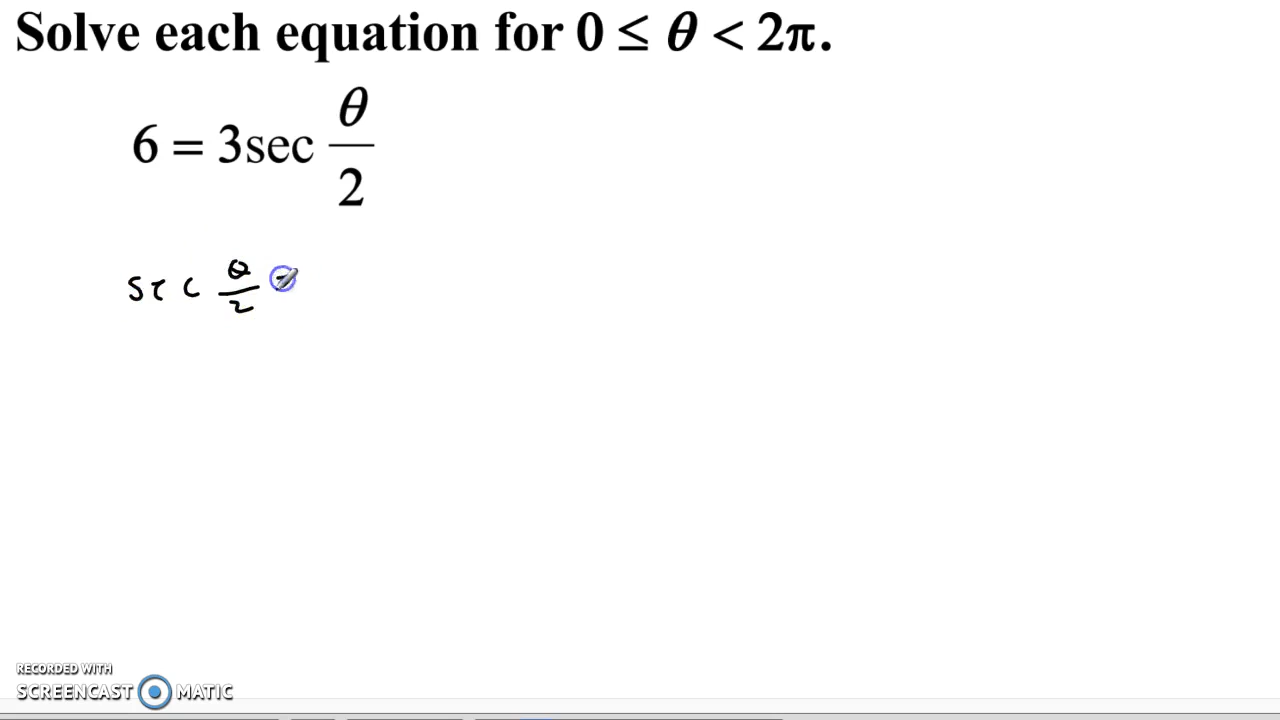 Solve each equation for 0 ≤ θ < 2π.
6 = 3sec θ/2
sec θ/2
RECORDED WITH
SCREENCAST MATIC